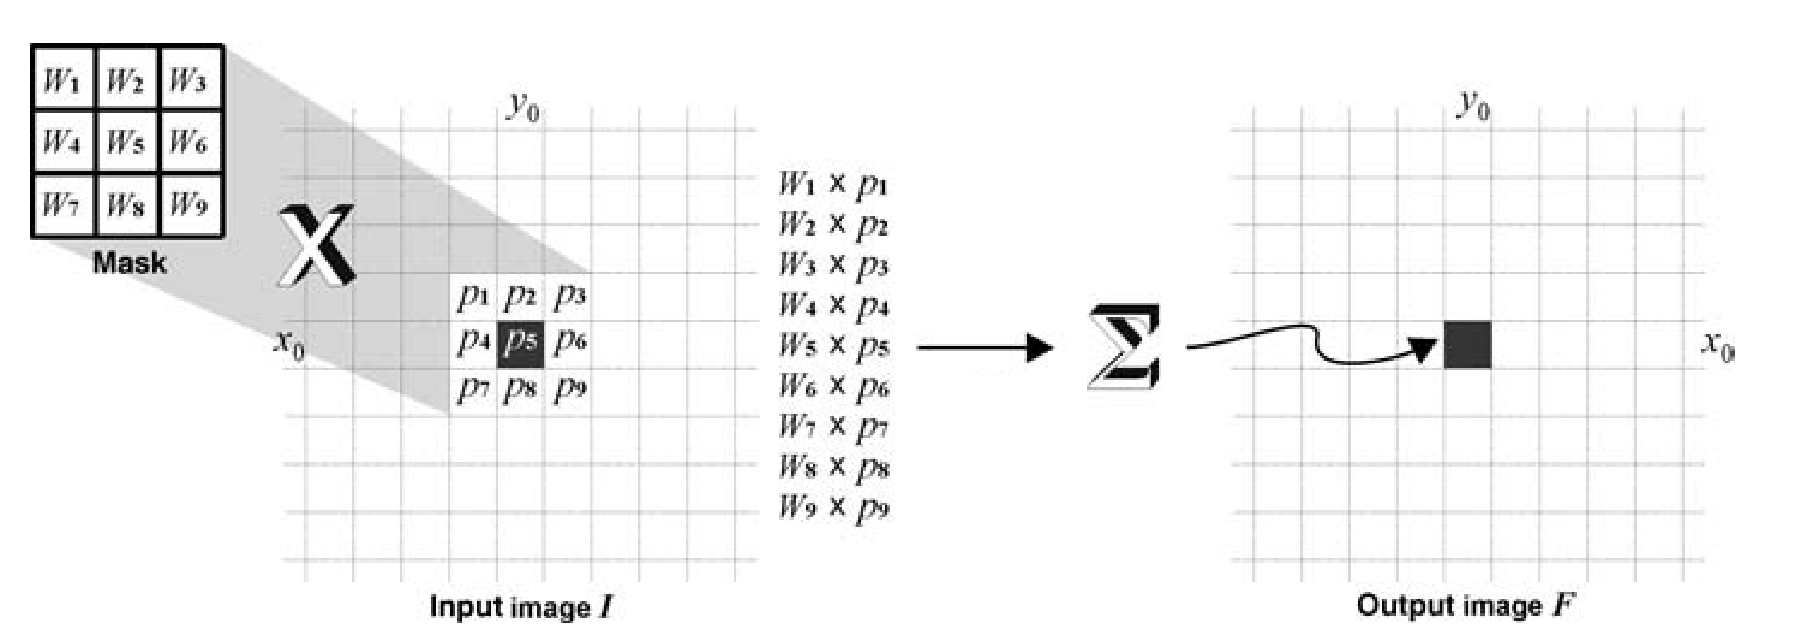 W1 W2 W3
W4 W5 W6
W7 W8 W9
Mask
X
y0
x0
p1 p2 p3
p4 p5 p6
p7 p8 p9
Input image I
W1 × p1
W2 × p2
W3 × p3
W4 × p4
W5 × p5
W6 × p6
W7 × p7
W8 × p8
W9 × p9
Σ
y0
x0
Output image F